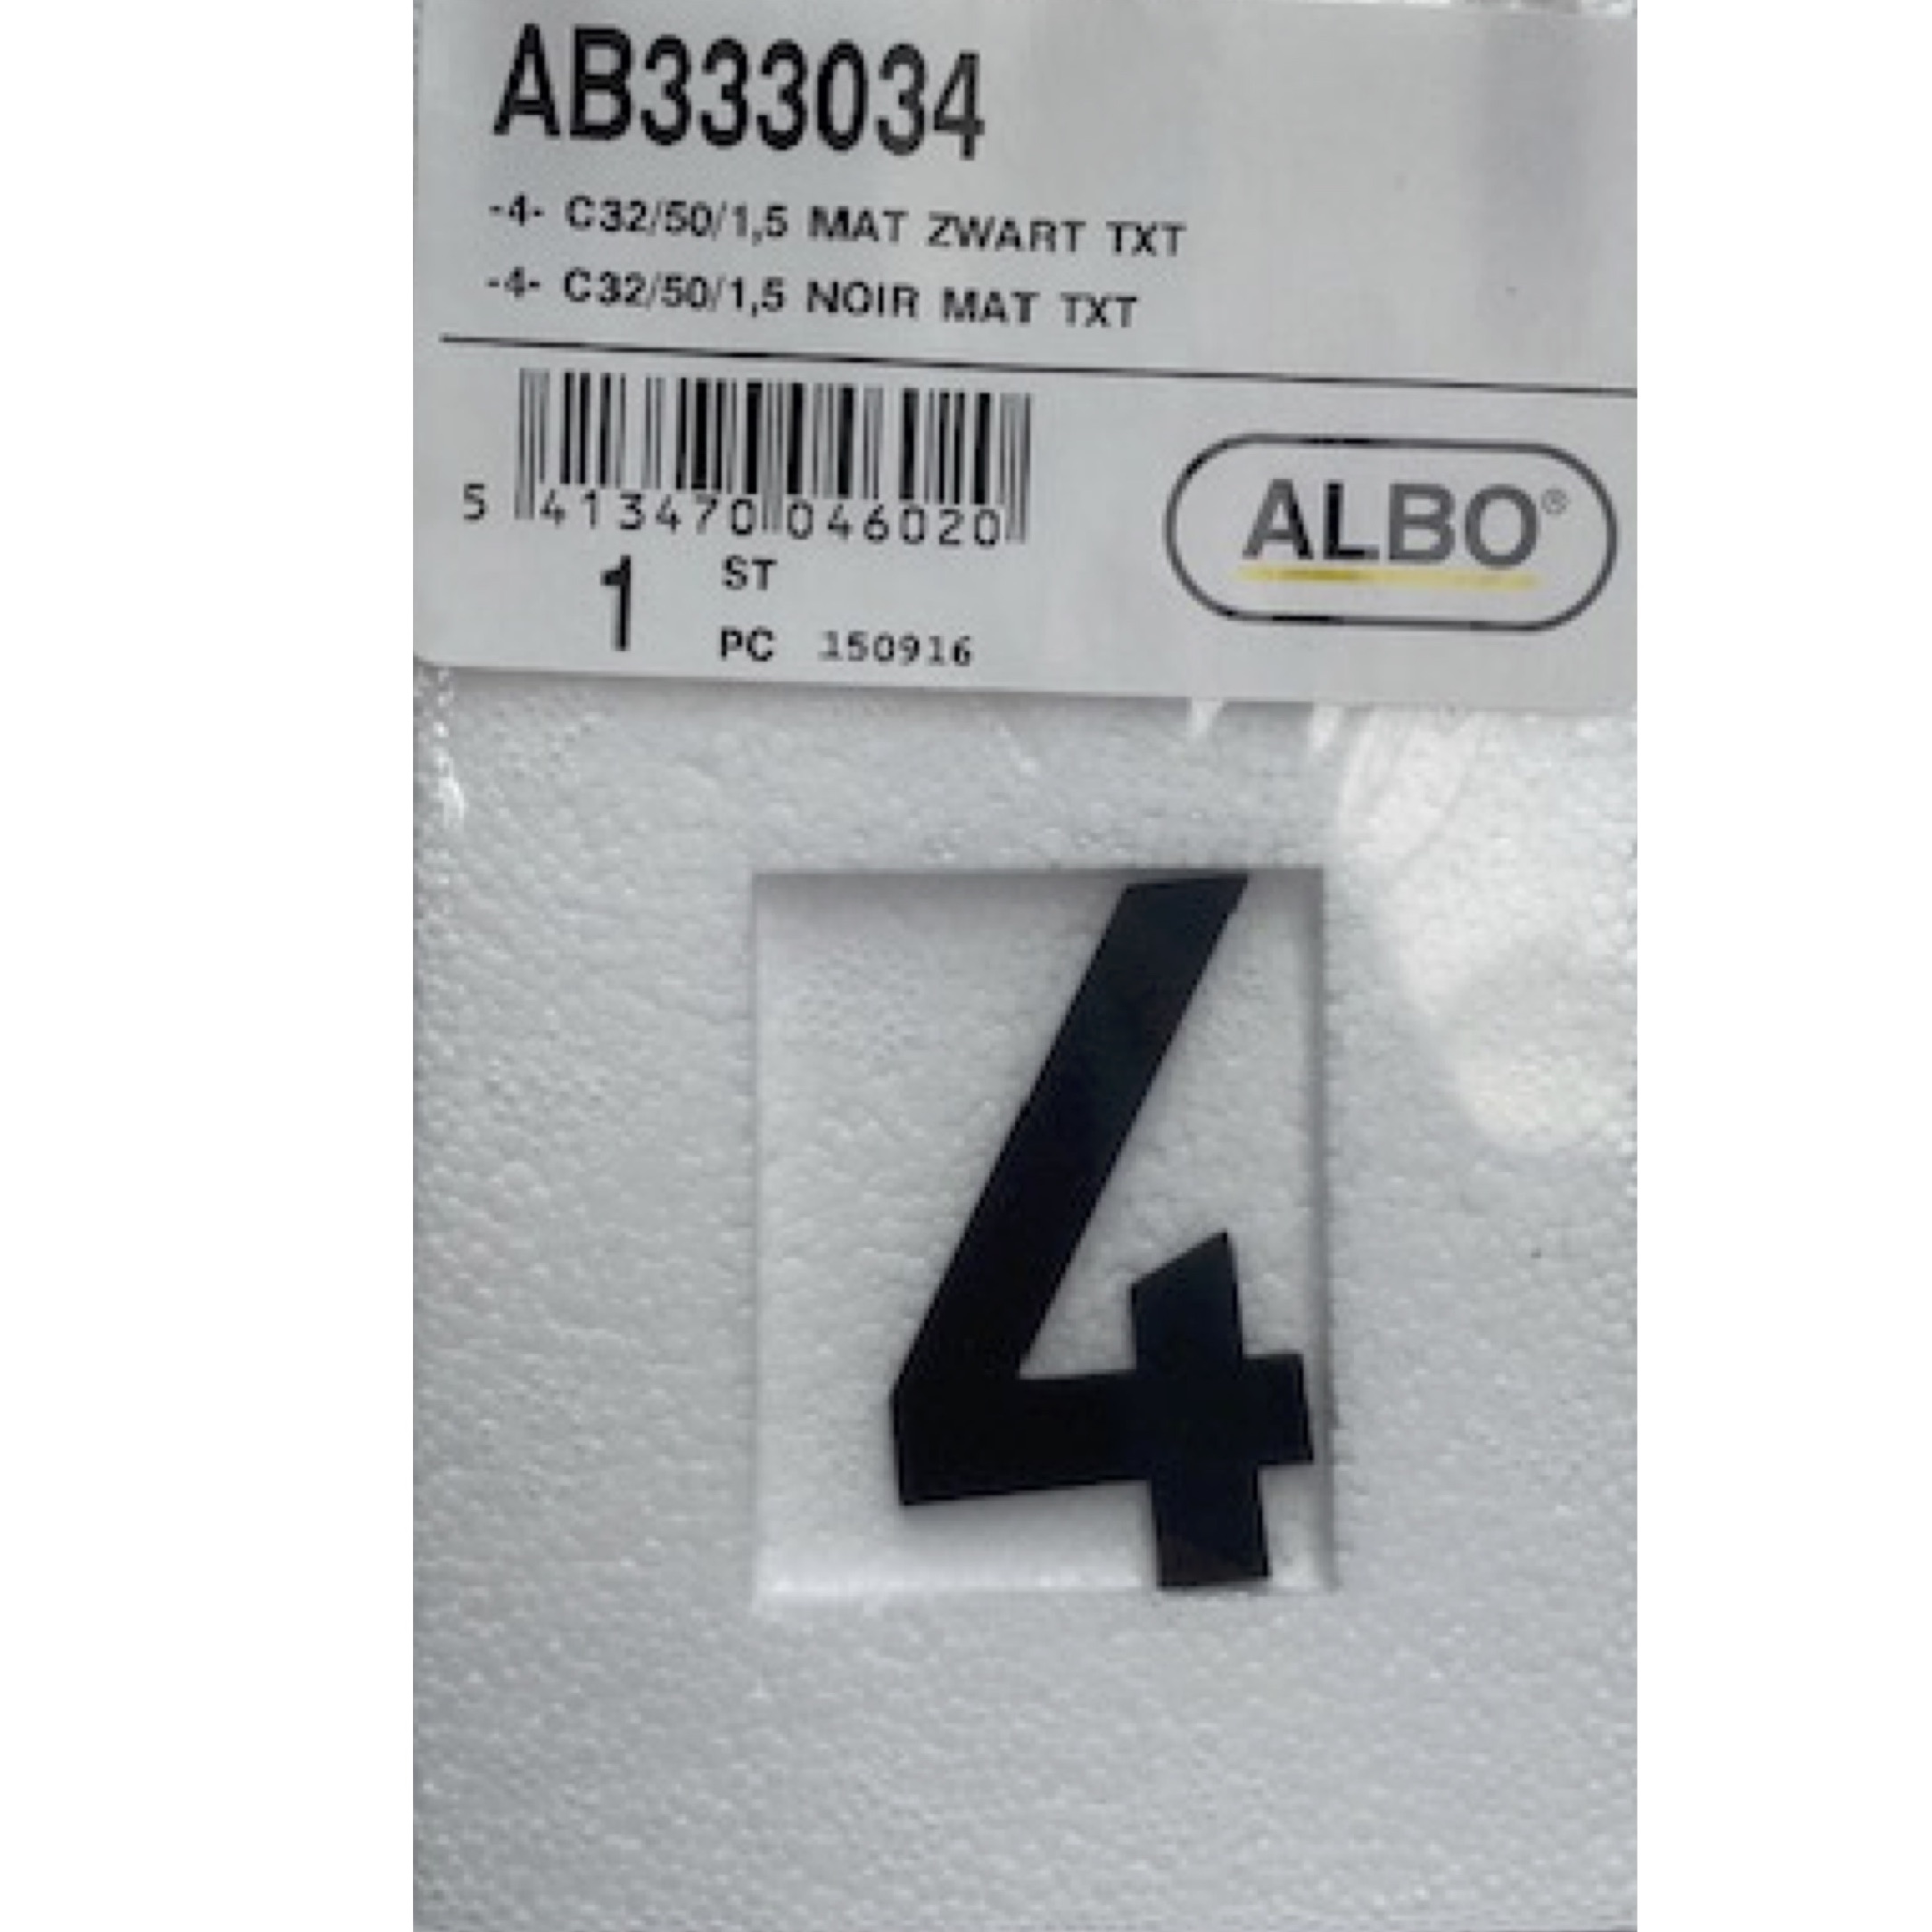 AB333034
-4- C32/50/1,5 MAT ZWART TXT
-4- C32/50/1,5 NOIR MAT TXT
5 413470 046020
ALBO®
1 ST
PC 150916
4